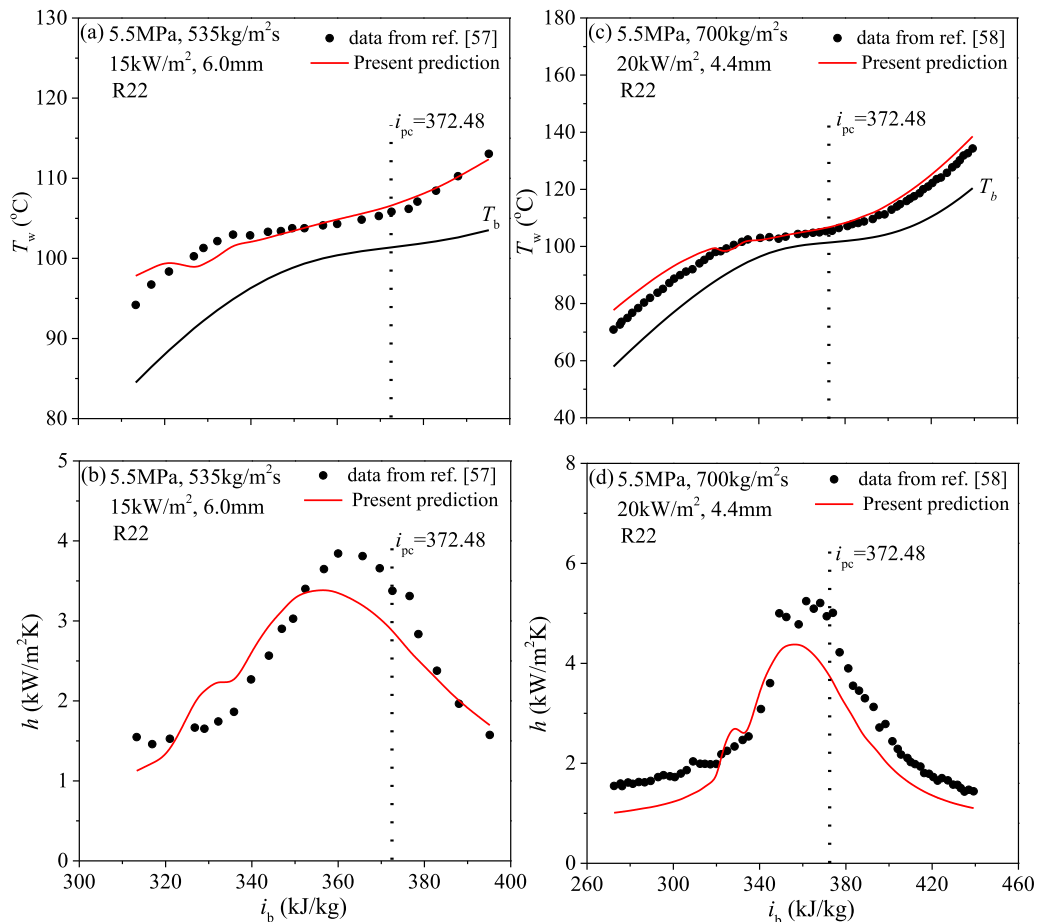 (a) 5.5MPa, 535kg/m²s
15kW/m², 6.0mm
R22
data from ref. [57]
Present prediction
i_pc=372.48
T_b
T_w (°C)
130
120
110
100
90
80
(c) 5.5MPa, 700kg/m²s
20kW/m², 4.4mm
R22
data from ref. [58]
Present prediction
i_pc=372.48
T_b
T_w (°C)
180
160
140
120
100
80
60
40
(b) 5.5MPa, 535kg/m²s
15kW/m², 6.0mm
R22
data from ref. [57]
Present prediction
i_pc=372.48
h (kW/m²K)
5
4
3
2
1
0
300 320 340 360 380 400
i_b (kJ/kg)
(d) 5.5MPa, 700kg/m²s
20kW/m², 4.4mm
R22
data from ref. [58]
Present prediction
i_pc=372.48
h (kW/m²K)
8
6
4
2
0
260 300 340 380 420 460
i_b (kJ/kg)